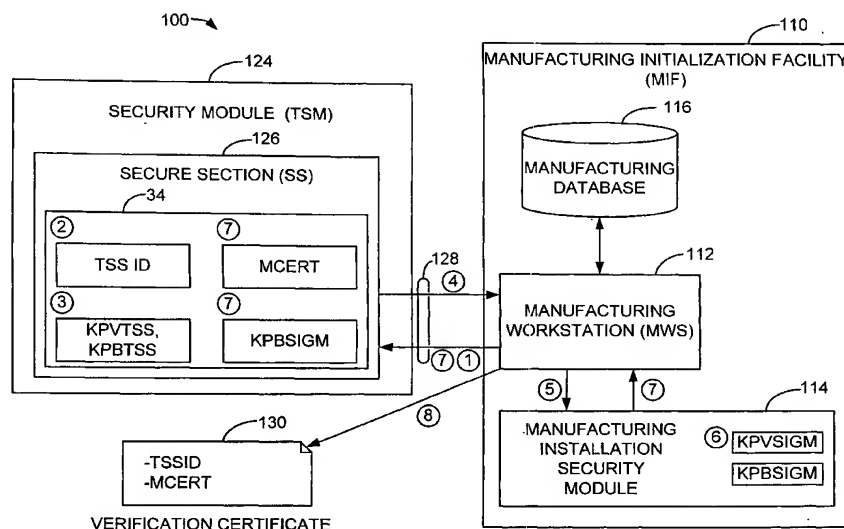 100
110
124
MANUFACTURING INITIALIZATION FACILITY
(MIF)
SECURITY MODULE (TSM)
116
126
SECURE SECTION (SS)
MANUFACTURING
DATABASE
34
2
7
TSS ID
MCERT
128
4
112
3
7
KPVTSS,
KPBTSS
KPBSIGM
MANUFACTURING
WORKSTATION (MWS)
7 1
5
7
114
8
130
MANUFACTURING
INSTALLATION
SECURITY
MODULE
6
KPVSIGM
KPBSIGM
-TSSID
-MCERT
VERIFICATION CERTIFICATE